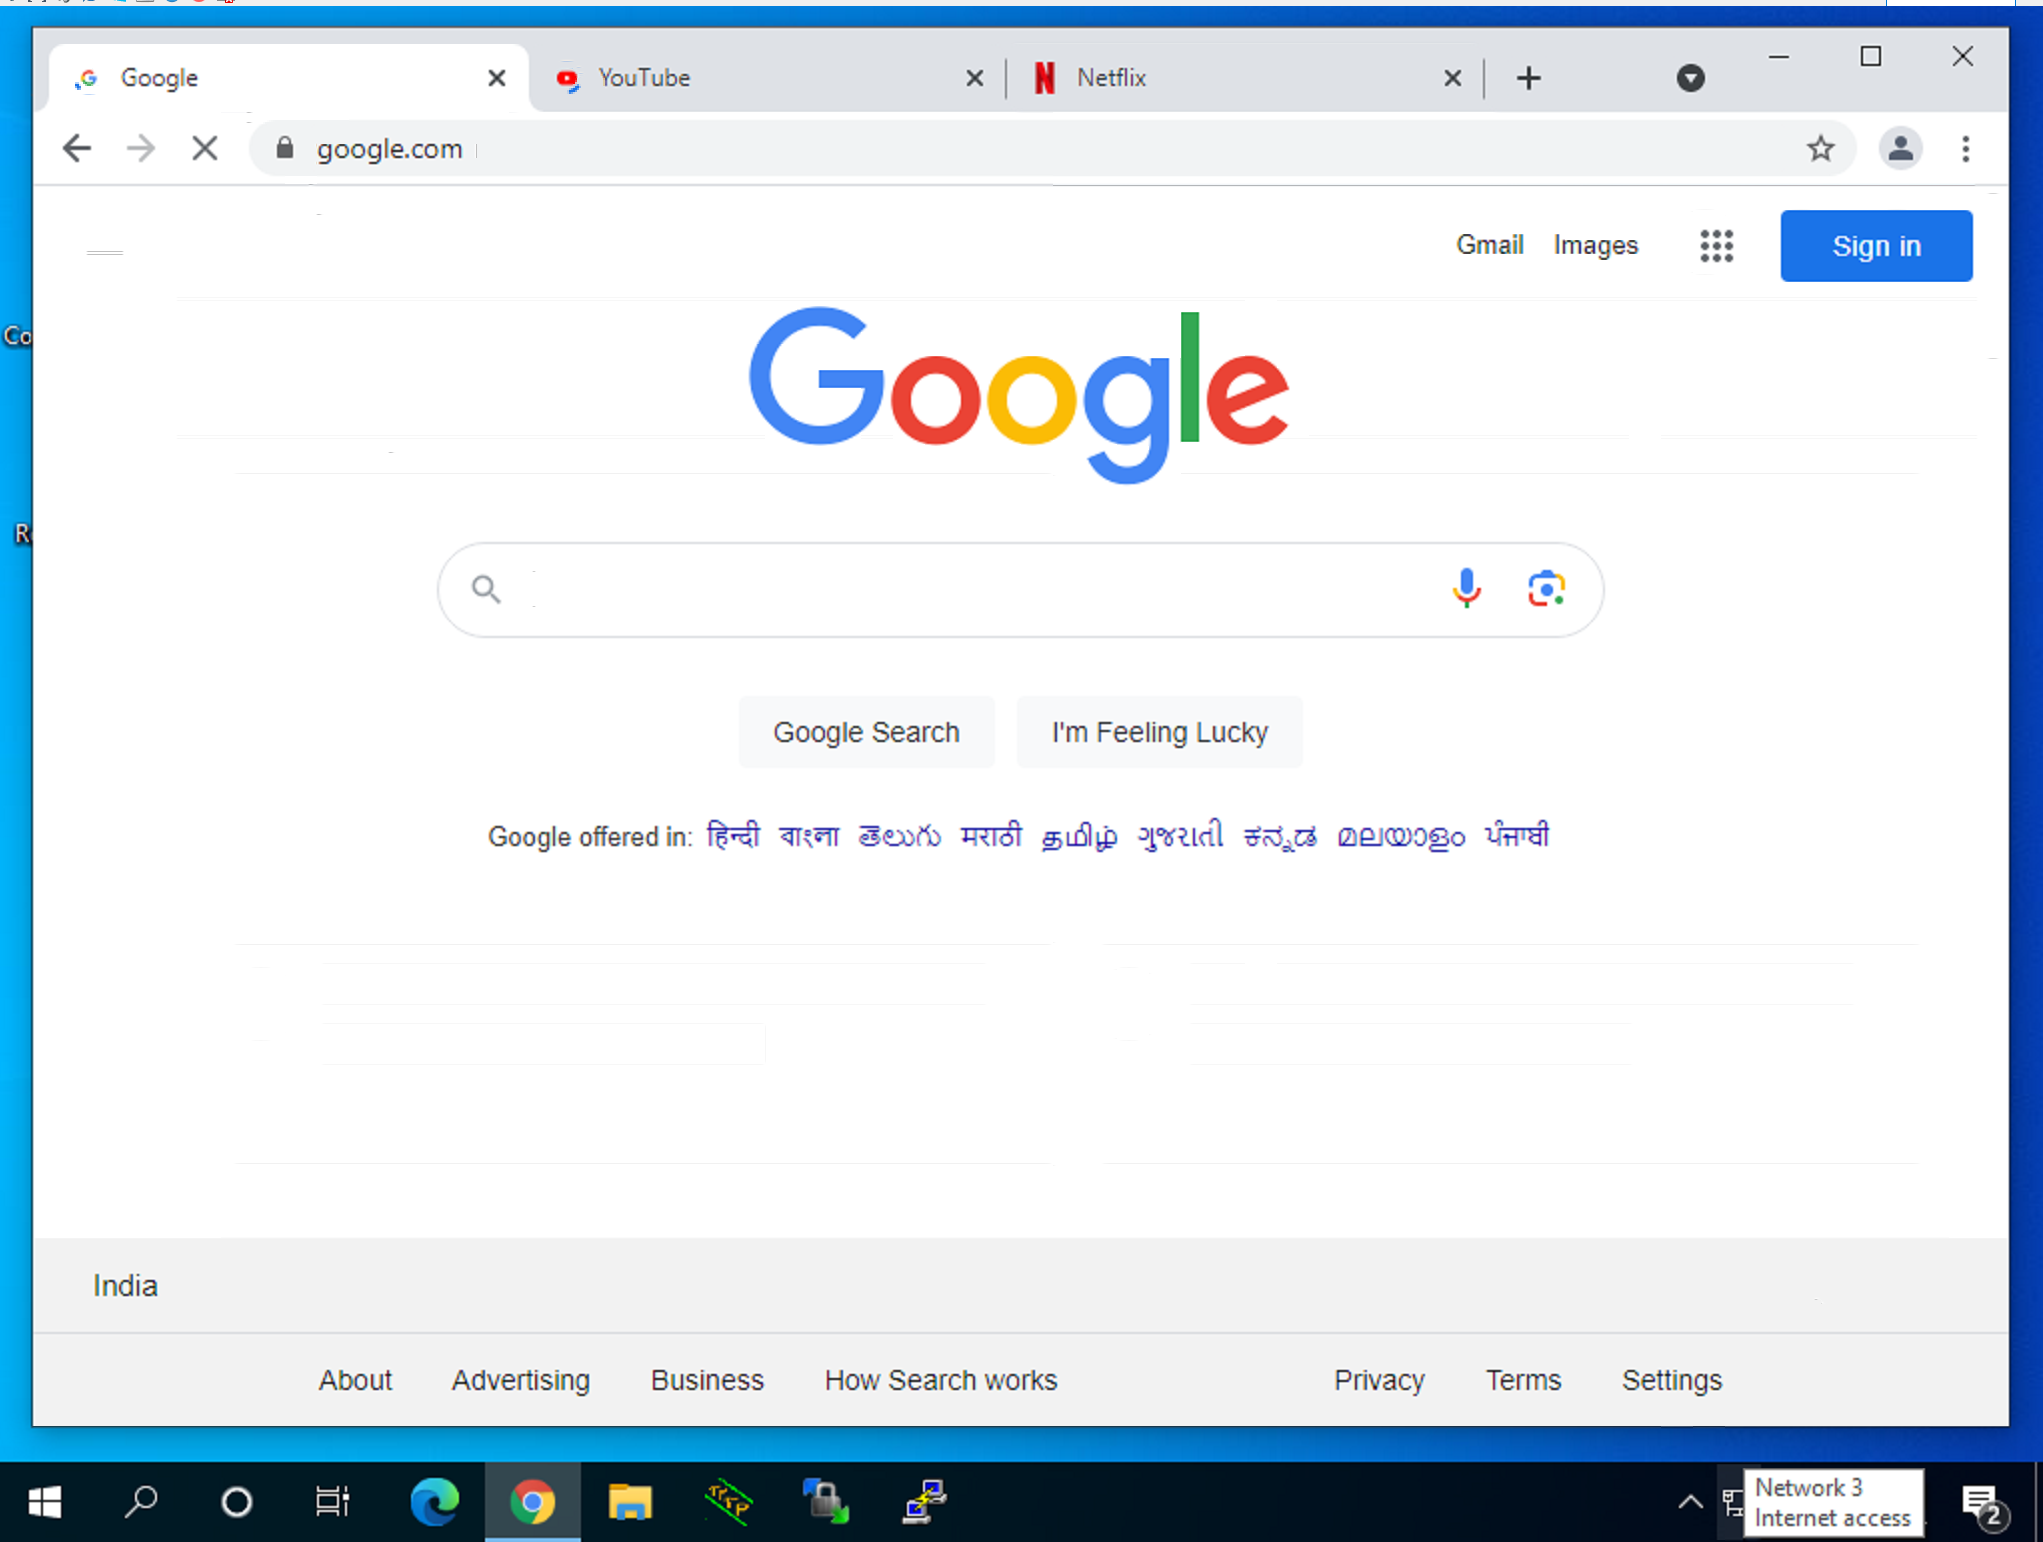 Google
YouTube
Netflix
google.com
Gmail Images Sign in
Google
Google Search I'm Feeling Lucky
Google offered in: हिन्दी বাংলা తెలుగు मराठी தமிழ் ગુજરાતી ಕನ್ನಡ മലയാളം ਪੰਜਾਬੀ
India
About Advertising Business How Search works Privacy Terms Settings
Co
R
TFTP
Network 3
Internet access
2